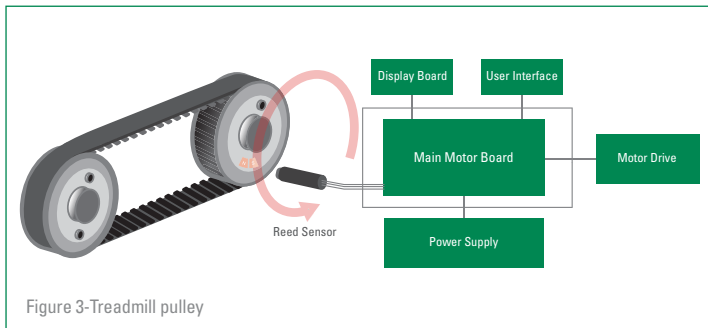 Display Board
User Interface
Main Motor Board
Motor Drive
Reed Sensor
Power Supply
Figure 3-Treadmill pulley